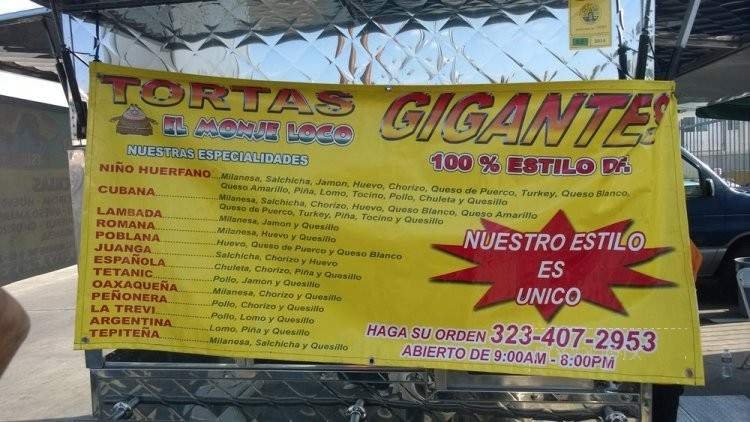 TORTAS GIGANTES
EL MONJE LOCO
100 % ESTILO D.F.
NUESTRAS ESPECIALIDADES
NIÑO HUERFANO....Milanesa, Salchicha, Jamon, Huevo, Chorizo, Queso de Puerco, Turkey, Queso Blanco,
Queso Amarillo, Piña, Lomo, Tocino, Pollo, Chuleta y Quesillo
CUBANA................Milanesa, Salchicha, Chorizo, Huevo, Queso Blanco, Queso Amarillo
Queso de Puerco, Turkey, Piña, Tocino y Quesillo
LAMBADA................Milanesa, Jamon y Quesillo
ROMANA................Milanesa, Huevo y Quesillo
POBLANA................Huevo, Queso de Puerco y Queso Blanco
JUANGA................Salchicha, Chorizo y Huevo
ESPAÑOLA................Chuleta, Chorizo, Piña y Quesillo
TETANIC................Pollo, Jamon y Quesillo
OAXAQUEÑA................Milanesa, Chorizo y Quesillo
PEÑONERA................Pollo, Chorizo y Quesillo
LA TREVI................Pollo, Lomo y Quesillo
ARGENTINA................Lomo, Piña y Quesillo
TEPITEÑA................Milanesa, Salchicha y Quesillo
NUESTRO ESTILO
ES
UNICO
HAGA SU ORDEN 323-407-2953
ABIERTO DE 9:00AM - 8:00PM